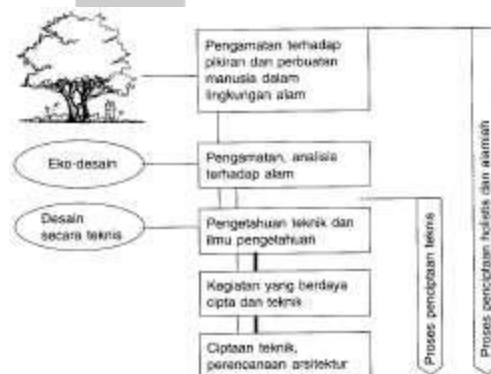 Pengamatan terhadap
pikiran dan perbuatan
manusia dalam
lingkungan alam
Eko-desain
Pengamatan, analisia
terhadap alam
Desain
secara teknis
Pengetahuan teknik dan
ilmu pengetahuan
Kegiatan yang berdaya
cipta dan teknik
Ciptaan teknik,
perencanaan arsitektur
Proses penciptaan teknis
Proses penciptaan holistis dan alamiah